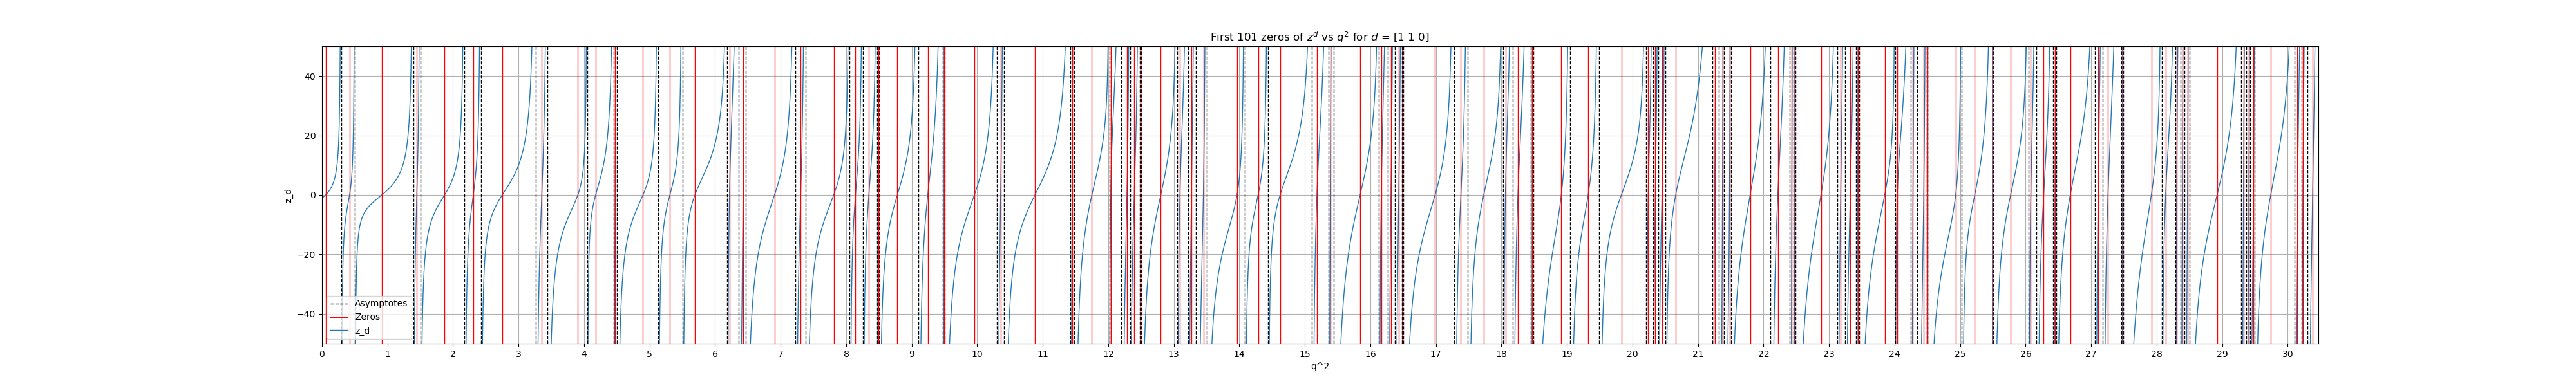 First 101 zeros of z^d vs q^2 for d = [1 1 0]
40
20
0
−20
−40
z_d
Asymptotes
Zeros
z_d
0 1 2 3 4 5 6 7 8 9 10 11 12 13 14 15 16 17 18 19 20 21 22 23 24 25 26 27 28 29 30
q^2